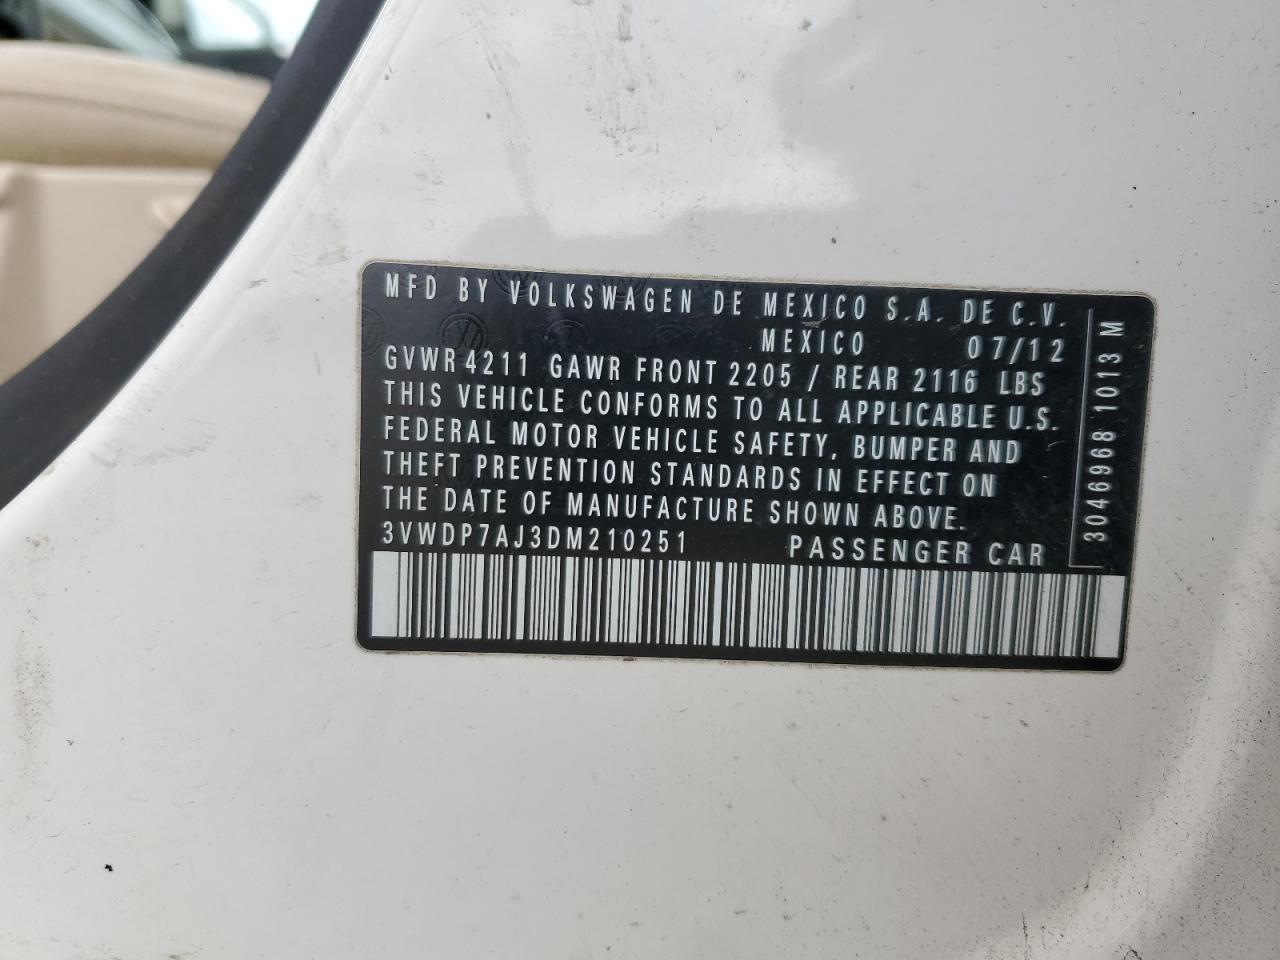 MFD BY VOLKSWAGEN DE MEXICO S.A. DE C.V.
MEXICO 07/12
GVWR 4211 GAWR FRONT 2205 / REAR 2116 LBS
THIS VEHICLE CONFORMS TO ALL APPLICABLE U.S.
FEDERAL MOTOR VEHICLE SAFETY, BUMPER AND
THEFT PREVENTION STANDARDS IN EFFECT ON
THE DATE OF MANUFACTURE SHOWN ABOVE.
3VWDP7AJ3DM210251 PASSENGER CAR
3046968 1013 M